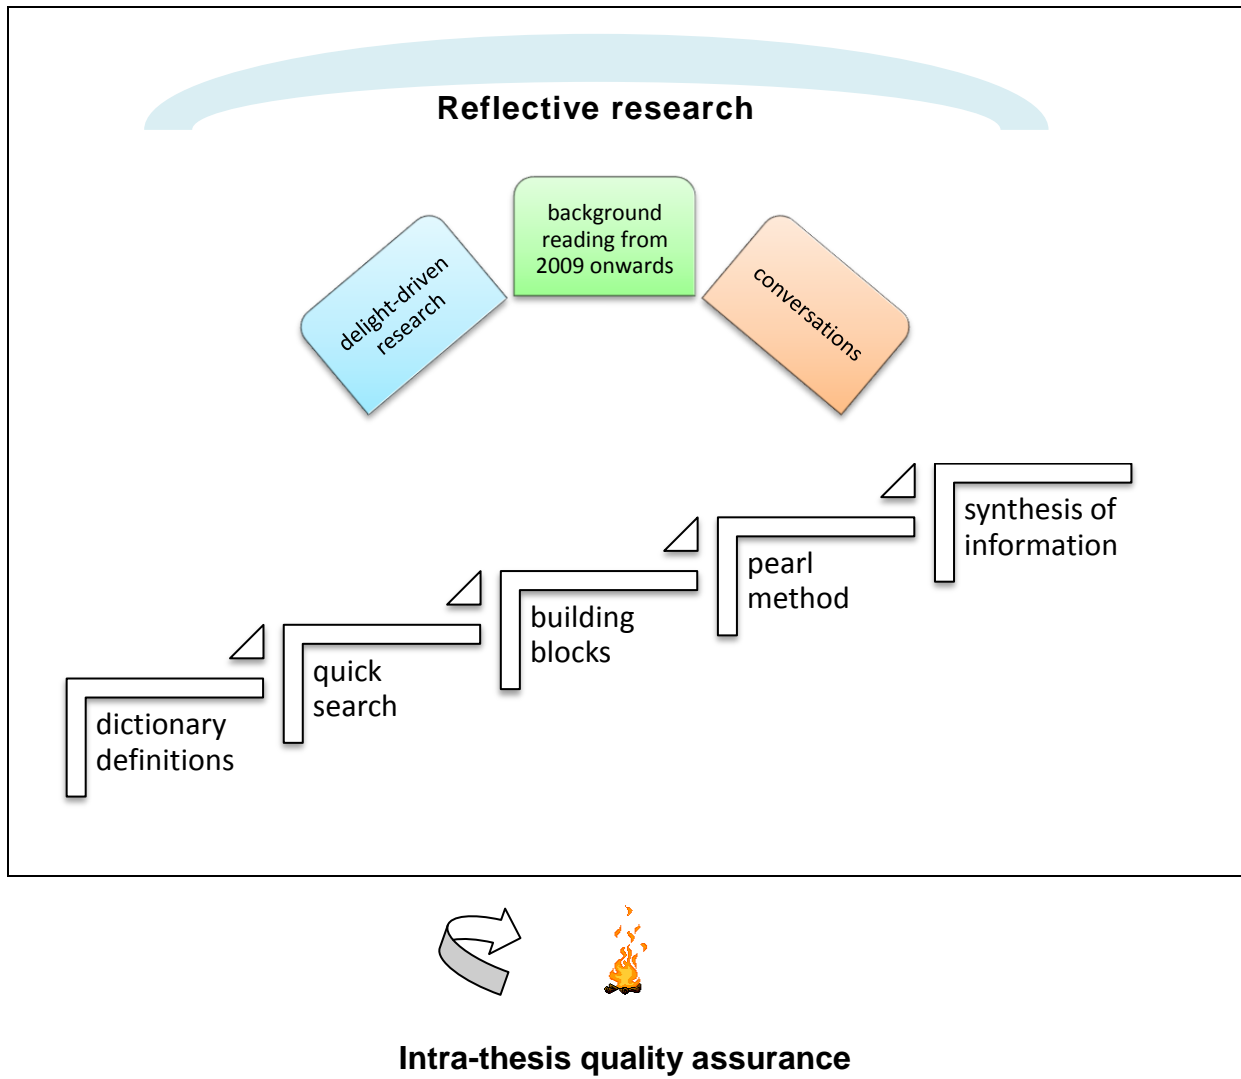 Reflective research
background
reading from
2009 onwards
delight-driven
research
conversations
synthesis of
information
pearl
method
building
blocks
quick
search
dictionary
definitions
Intra-thesis quality assurance